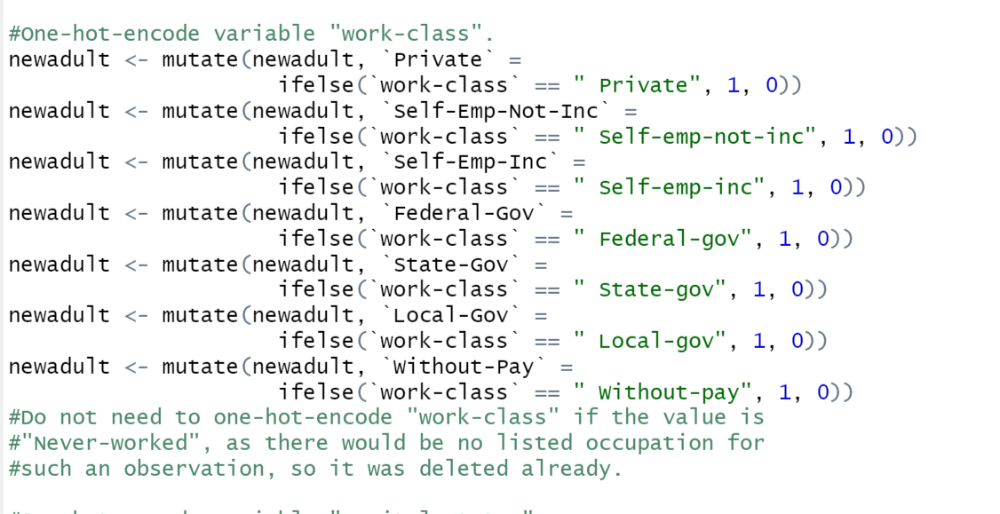 #One-hot-encode variable "work-class".
newadult <- mutate(newadult, `Private` =
ifelse(`work-class` == " Private", 1, 0))
newadult <- mutate(newadult, `Self-Emp-Not-Inc` =
ifelse(`work-class` == " Self-emp-not-inc", 1, 0))
newadult <- mutate(newadult, `Self-Emp-Inc` =
ifelse(`work-class` == " Self-emp-inc", 1, 0))
newadult <- mutate(newadult, `Federal-Gov` =
ifelse(`work-class` == " Federal-gov", 1, 0))
newadult <- mutate(newadult, `State-Gov` =
ifelse(`work-class` == " State-gov", 1, 0))
newadult <- mutate(newadult, `Local-Gov` =
ifelse(`work-class` == " Local-gov", 1, 0))
newadult <- mutate(newadult, `Without-Pay` =
ifelse(`work-class` == " Without-pay", 1, 0))
#Do not need to one-hot-encode "work-class" if the value is
#"Never-worked", as there would be no listed occupation for
#such an observation, so it was deleted already.